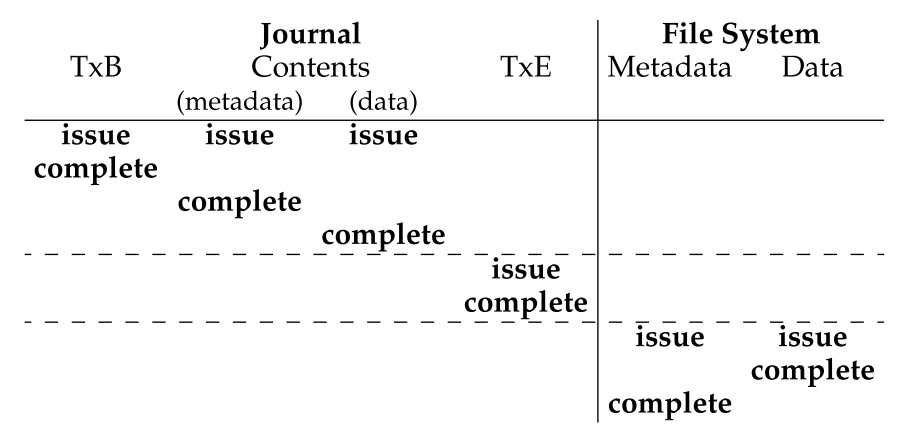 Journal File System
TxB Contents TxE Metadata Data
(metadata) (data)
issue issue issue
complete
complete
complete
issue
complete
issue issue
complete
complete